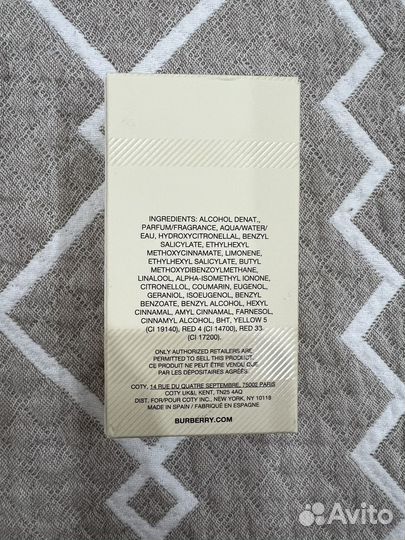 INGREDIENTS: ALCOHOL DENAT.,
PARFUM/FRAGRANCE, AQUA/WATER/
EAU, HYDROXYCITRONELLAL, BENZYL
SALICYLATE, ETHYLHEXYL
METHOXYCINNAMATE, LIMONENE,
ETHYLHEXYL SALICYLATE, BUTYL
METHOXYDIBENZOYLMETHANE,
LINALOOL, ALPHA-ISOMETHYL IONONE,
CITRONELLOL, COUMARIN, EUGENOL,
GERANIOL, ISOEUGENOL, BENZYL
BENZOATE, BENZYL ALCOHOL, HEXYL
CINNAMAL, AMYL CINNAMAL, FARNESOL,
CINNAMYL ALCOHOL, BHT, YELLOW 5
(CI 19140), RED 4 (CI 14700), RED 33
(CI 17200).
ONLY AUTHORIZED RETAILERS ARE
PERMITTED TO SELL THIS PRODUCT.
CE PRODUIT NE PEUT ÊTRE VENDU QUE
PAR LES DÉPOSITAIRES AGRÉÉS.
COTY, 14 RUE DU QUATRE SEPTEMBRE, 75002 PARIS
COTY UK&I, KENT, TN25 4AQ
DIST. FOR/POUR COTY INC., NEW YORK, NY 10118
MADE IN SPAIN / FABRIQUÉ EN ESPAGNE
BURBERRY.COM
Avito